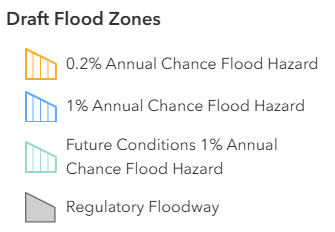 Draft Flood Zones
0.2% Annual Chance Flood Hazard
1% Annual Chance Flood Hazard
Future Conditions 1% Annual
Chance Flood Hazard
Regulatory Floodway